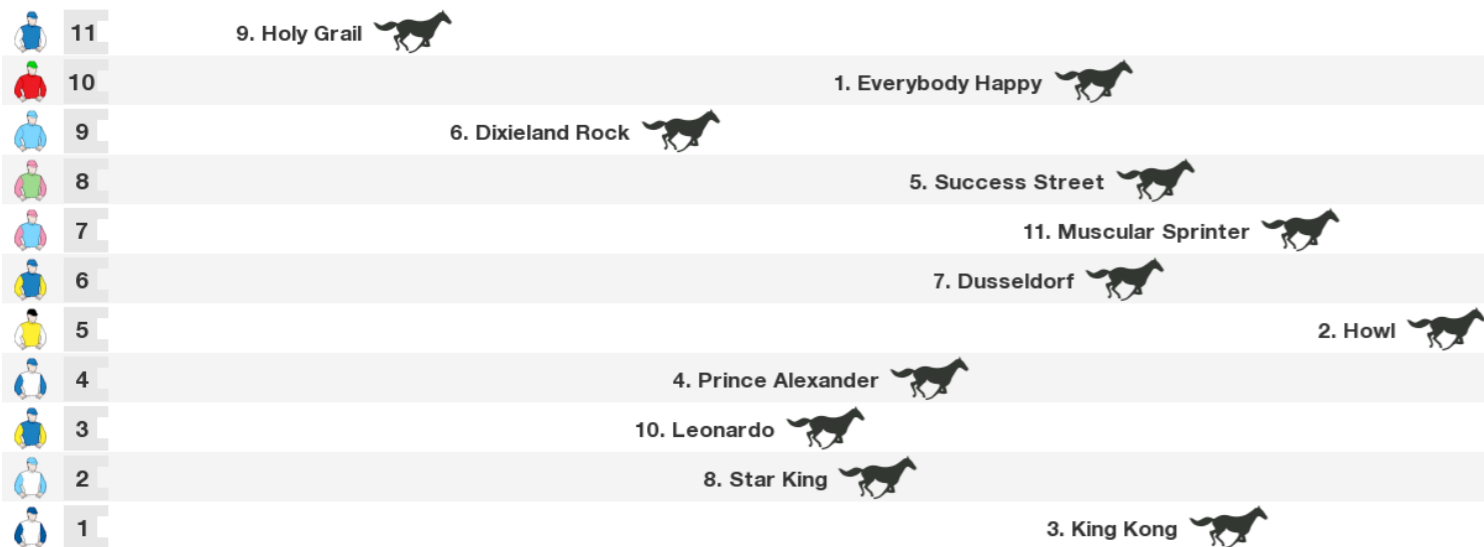 11 9. Holy Grail
10 1. Everybody Happy
9 6. Dixieland Rock
8 5. Success Street
7 11. Muscular Sprinter
6 7. Dusseldorf
5 2. Howl
4 4. Prince Alexander
3 10. Leonardo
2 8. Star King
1 3. King Kong